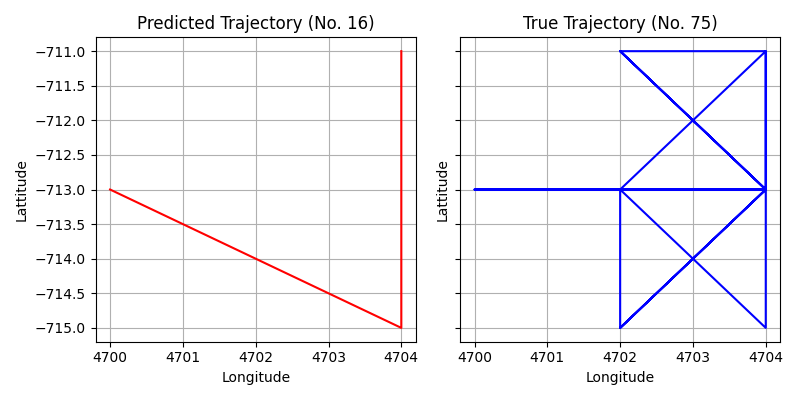 Predicted Trajectory (No. 16)
−711.0
−711.5
−712.0
−712.5
−713.0
−713.5
−714.0
−714.5
−715.0
Lattitude
4700 4701 4702 4703 4704
Longitude
True Trajectory (No. 75)
Lattitude
4700 4701 4702 4703 4704
Longitude